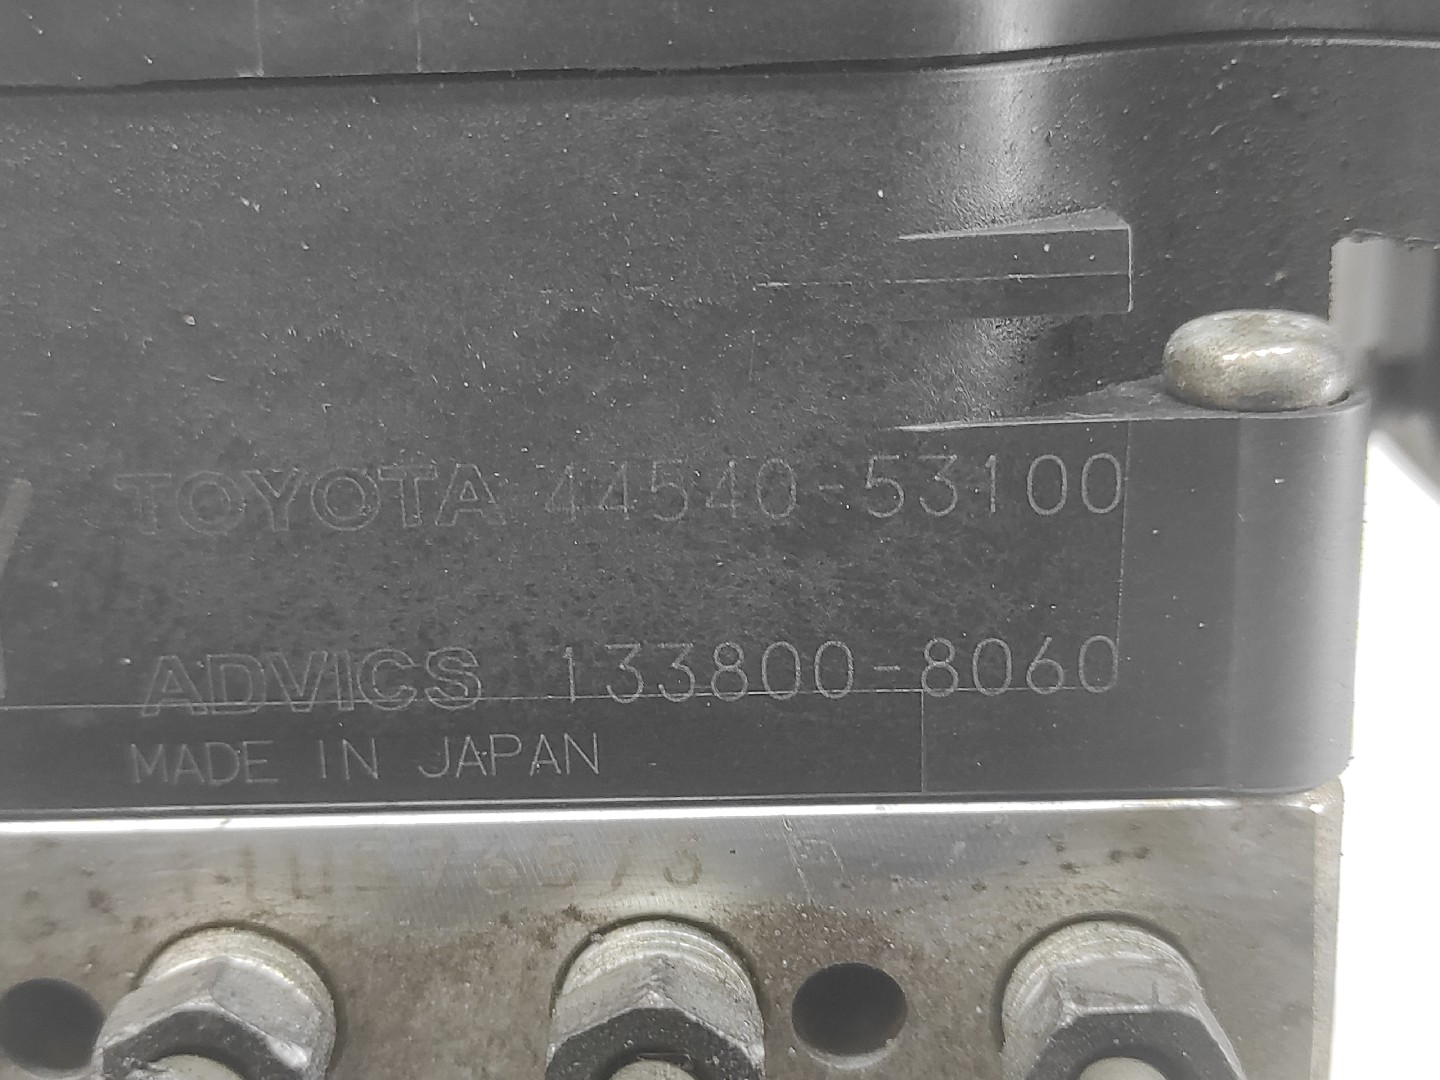 TOYOTA 44540-53100
ADVICS 133800-8060
MADE IN JAPAN